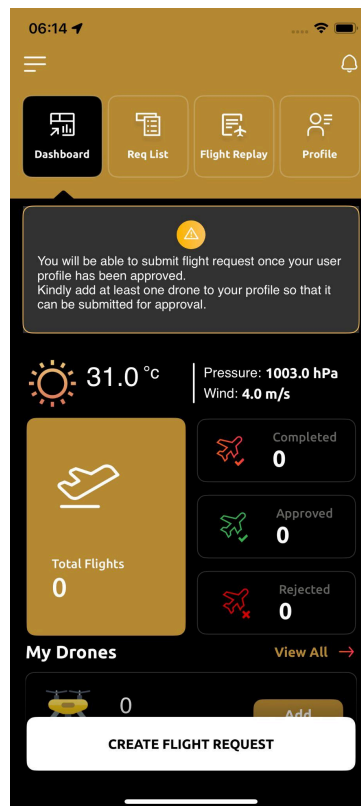 06:14
Dashboard
Req List
Flight Replay
Profile
You will be able to submit flight request once your user
profile has been approved.
Kindly add at least one drone to your profile so that it
can be submitted for approval.
31.0 °c
Pressure: 1003.0 hPa
Wind: 4.0 m/s
Total Flights
0
Completed
0
Approved
0
Rejected
0
My Drones
View All
0
Add
CREATE FLIGHT REQUEST